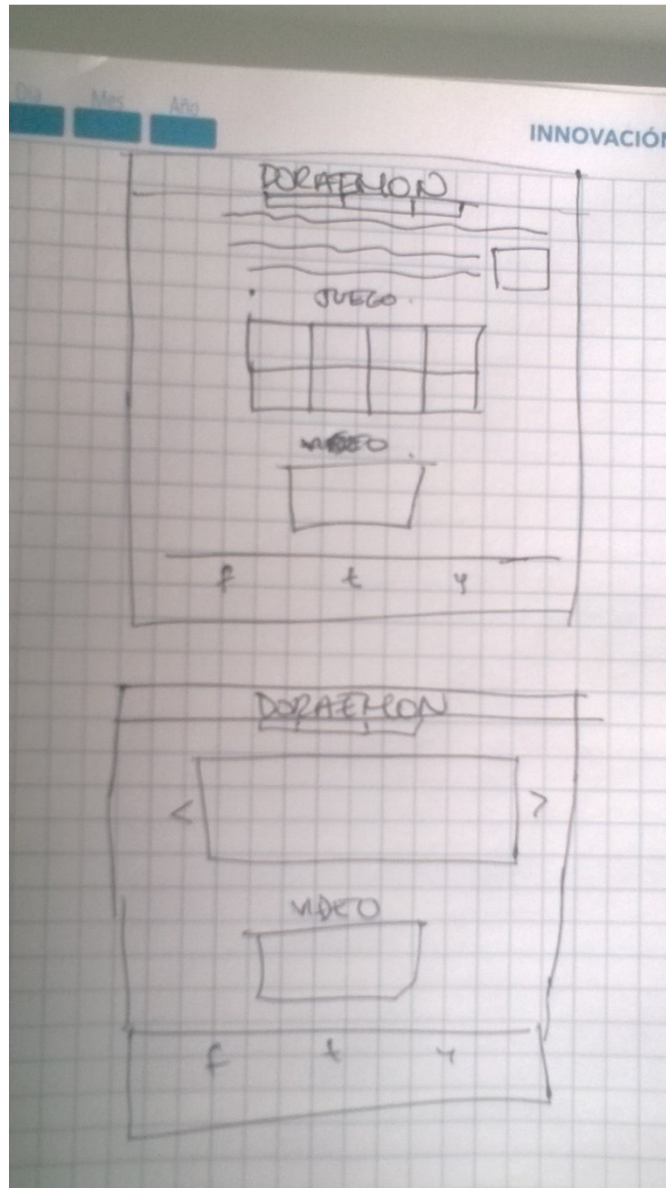 Día Mes Año
INNOVACIÓN
DORAEMON
JUEGO
VIDEO
f t y
DORAEMON
< >
VIDEO
f t y